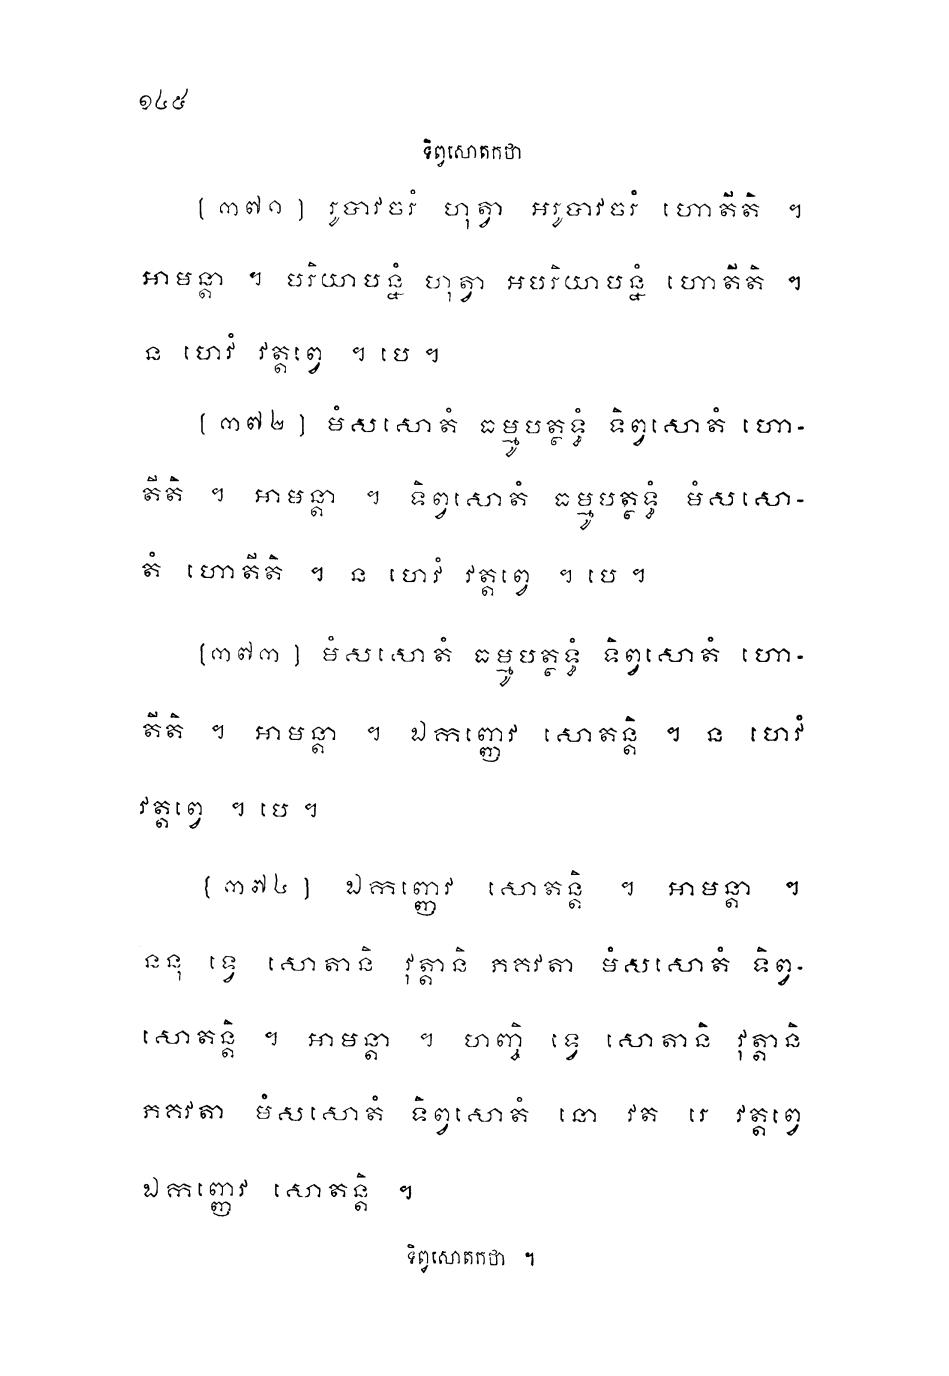 ១៤៥
ទិព្វសោតកថា
[ ៣៧១ ] រូបាវចរំ ហុត្វា អរូបាវចរំ ហោតីតិ ។
អាមន្តា ។ បរិយាបន្នំ ហុត្វា អបរិយាបន្នំ ហោតីតិ ។
ន ហេវំ វត្តព្វេ ។ បេ ។
[ ៣៧២ ] មំសសោតំ ធម្មូបត្ថទ្ធំ ទិព្វសោតំ ហោ-
តីតិ ។ អាមន្តា ។ ទិព្វសោតំ ធម្មូបត្ថទ្ធំ មំសសោ-
តំ ហោតីតិ ។ ន ហេវំ វត្តព្វេ ។ បេ ។
[៣៧៣ ] មំសសោតំ ធម្មូបត្ថទ្ធំ ទិព្វសោតំ ហោ-
តីតិ ។ អាមន្តា ។ ឯកញ្ញេវ សោតន្តិ ។ ន ហេវំ
វត្តព្វេ ។ បេ ។
[ ៣៧៤ ] ឯកញ្ញេវ សោតន្តិ ។ អាមន្តា ។
ននុ ទ្វេ សោតានិ វុត្តានិ ភគវតា មំសសោតំ ទិព្វ-
សោតន្តិ ។ អាមន្តា ។ ហញ្ចិ ទ្វេ សោតានិ វុត្តានិ
ភគវតា មំសសោតំ ទិព្វសោតំ នោ វត រេ វត្តព្វេ
ឯកញ្ញេវ សោតន្តិ ។
ទិព្វសោតកថា ។